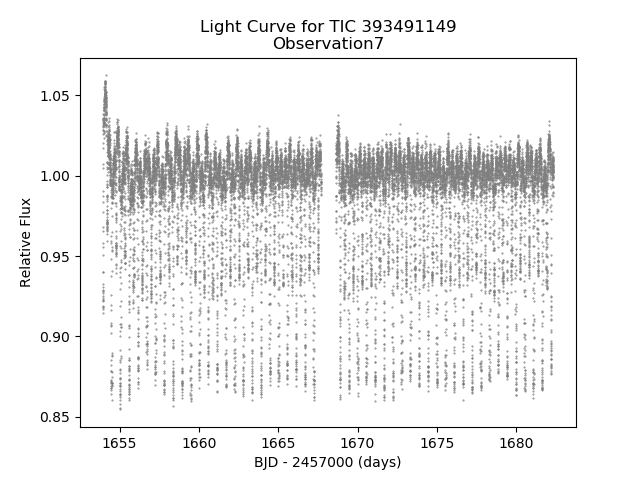 Light Curve for TIC 393491149
Observation7
1.05
1.00
0.95
0.90
0.85
Relative Flux
1655 1660 1665 1670 1675 1680
BJD - 2457000 (days)